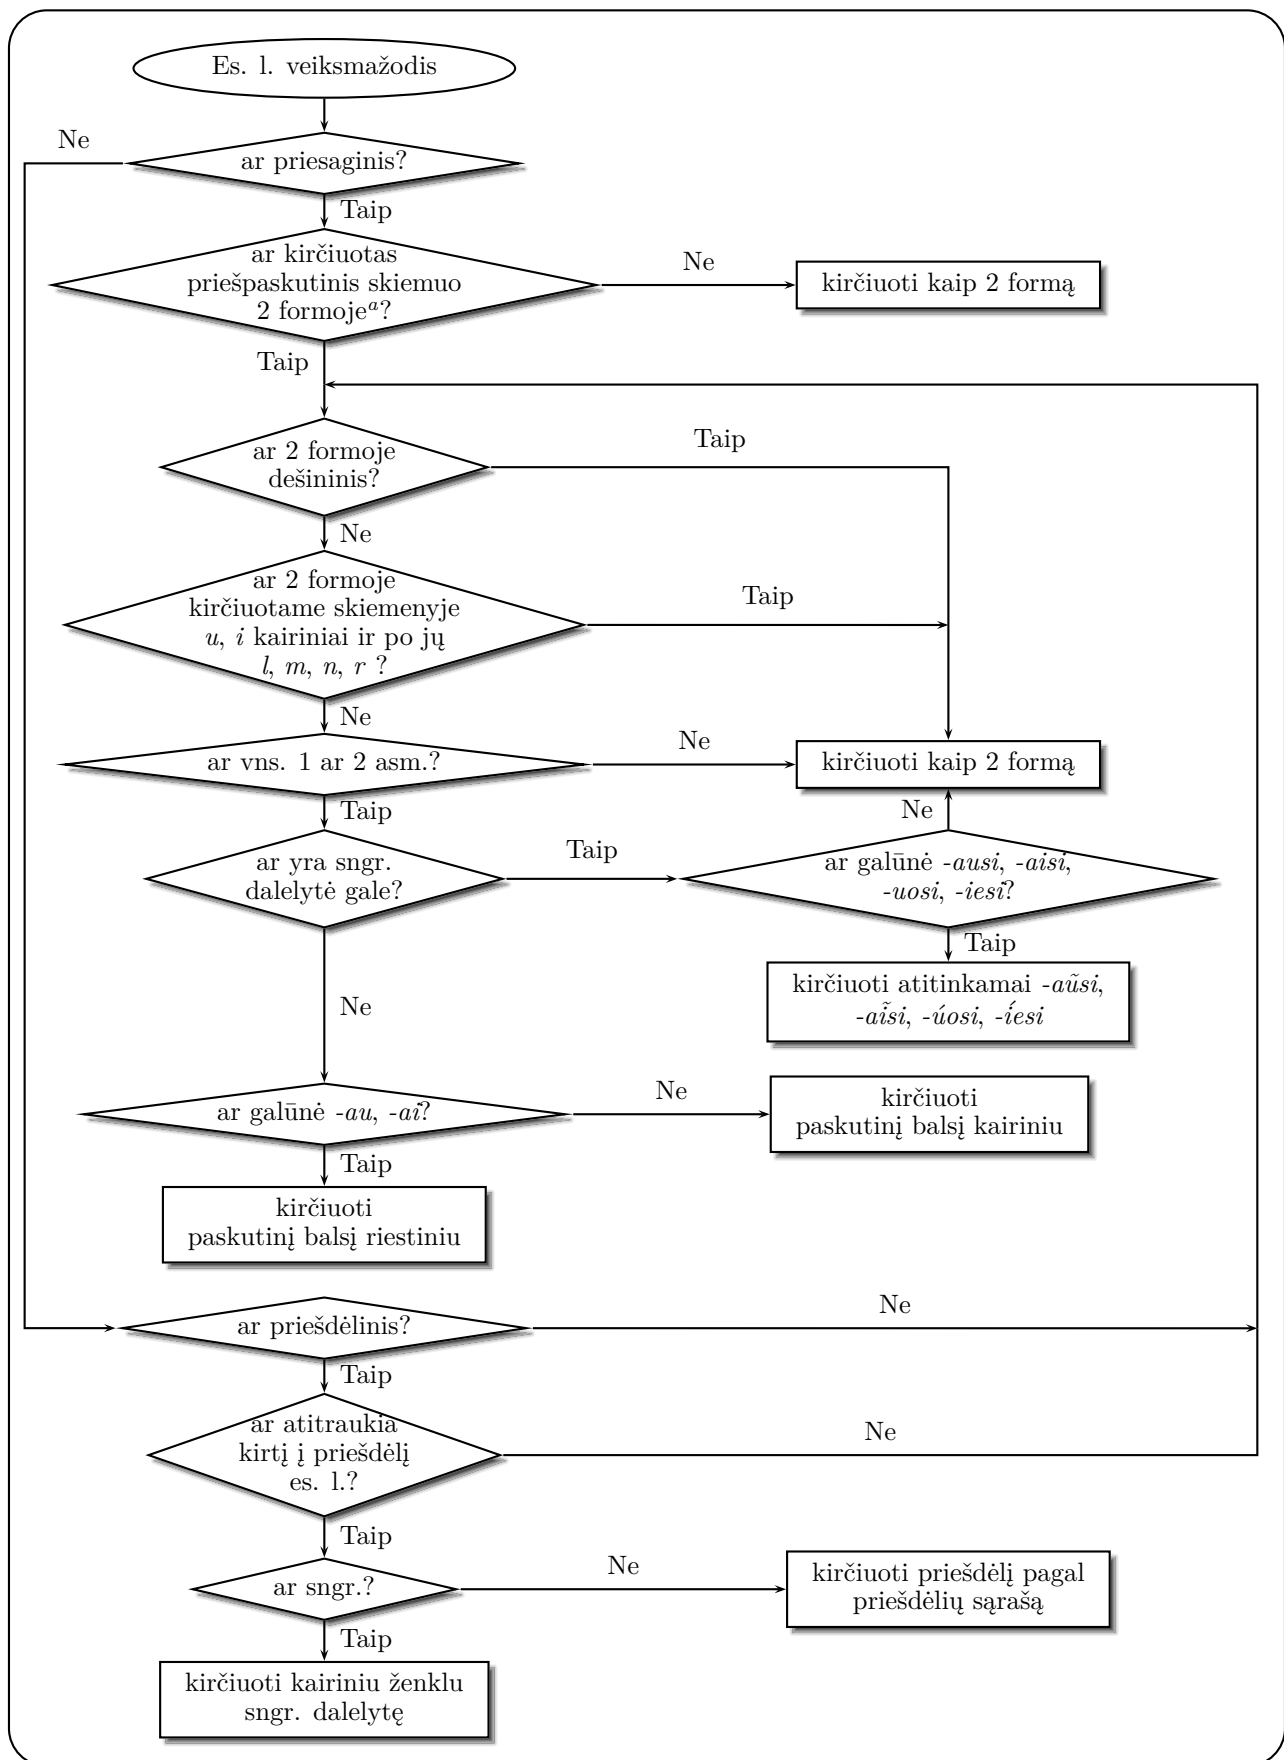 Es. l. veiksmažodis
Ne
ar priesaginis?
Taip
ar kirčiuotas
priešpaskutinis skiemuo
2 formojeᵃ?
Ne
kirčiuoti kaip 2 formą
Taip
ar 2 formoje
dešininis?
Taip
Ne
ar 2 formoje
kirčiuotame skiemenyje
u, i kairiniai ir po jų
l, m, n, r ?
Taip
Ne
ar vns. 1 ar 2 asm.?
Ne
kirčiuoti kaip 2 formą
Taip
Ne
ar yra sngr.
dalelytė gale?
Taip
ar galūnė -ausi, -aisi,
-uosi, -iesi?
Taip
kirčiuoti atitinkamai -aũsi,
-aĩsi, -úosi, -íesi
Ne
ar galūnė -au, -ai?
Ne
kirčiuoti
paskutinį balsį kairiniu
Taip
kirčiuoti
paskutinį balsį riestiniu
ar priešdėlinis?
Ne
Taip
ar atitraukia
kirtį į priešdėlį
es. l.?
Ne
Taip
ar sngr.?
Ne
kirčiuoti priešdėlį pagal
priešdėlių sąrašą
Taip
kirčiuoti kairiniu ženklu
sngr. dalelytę